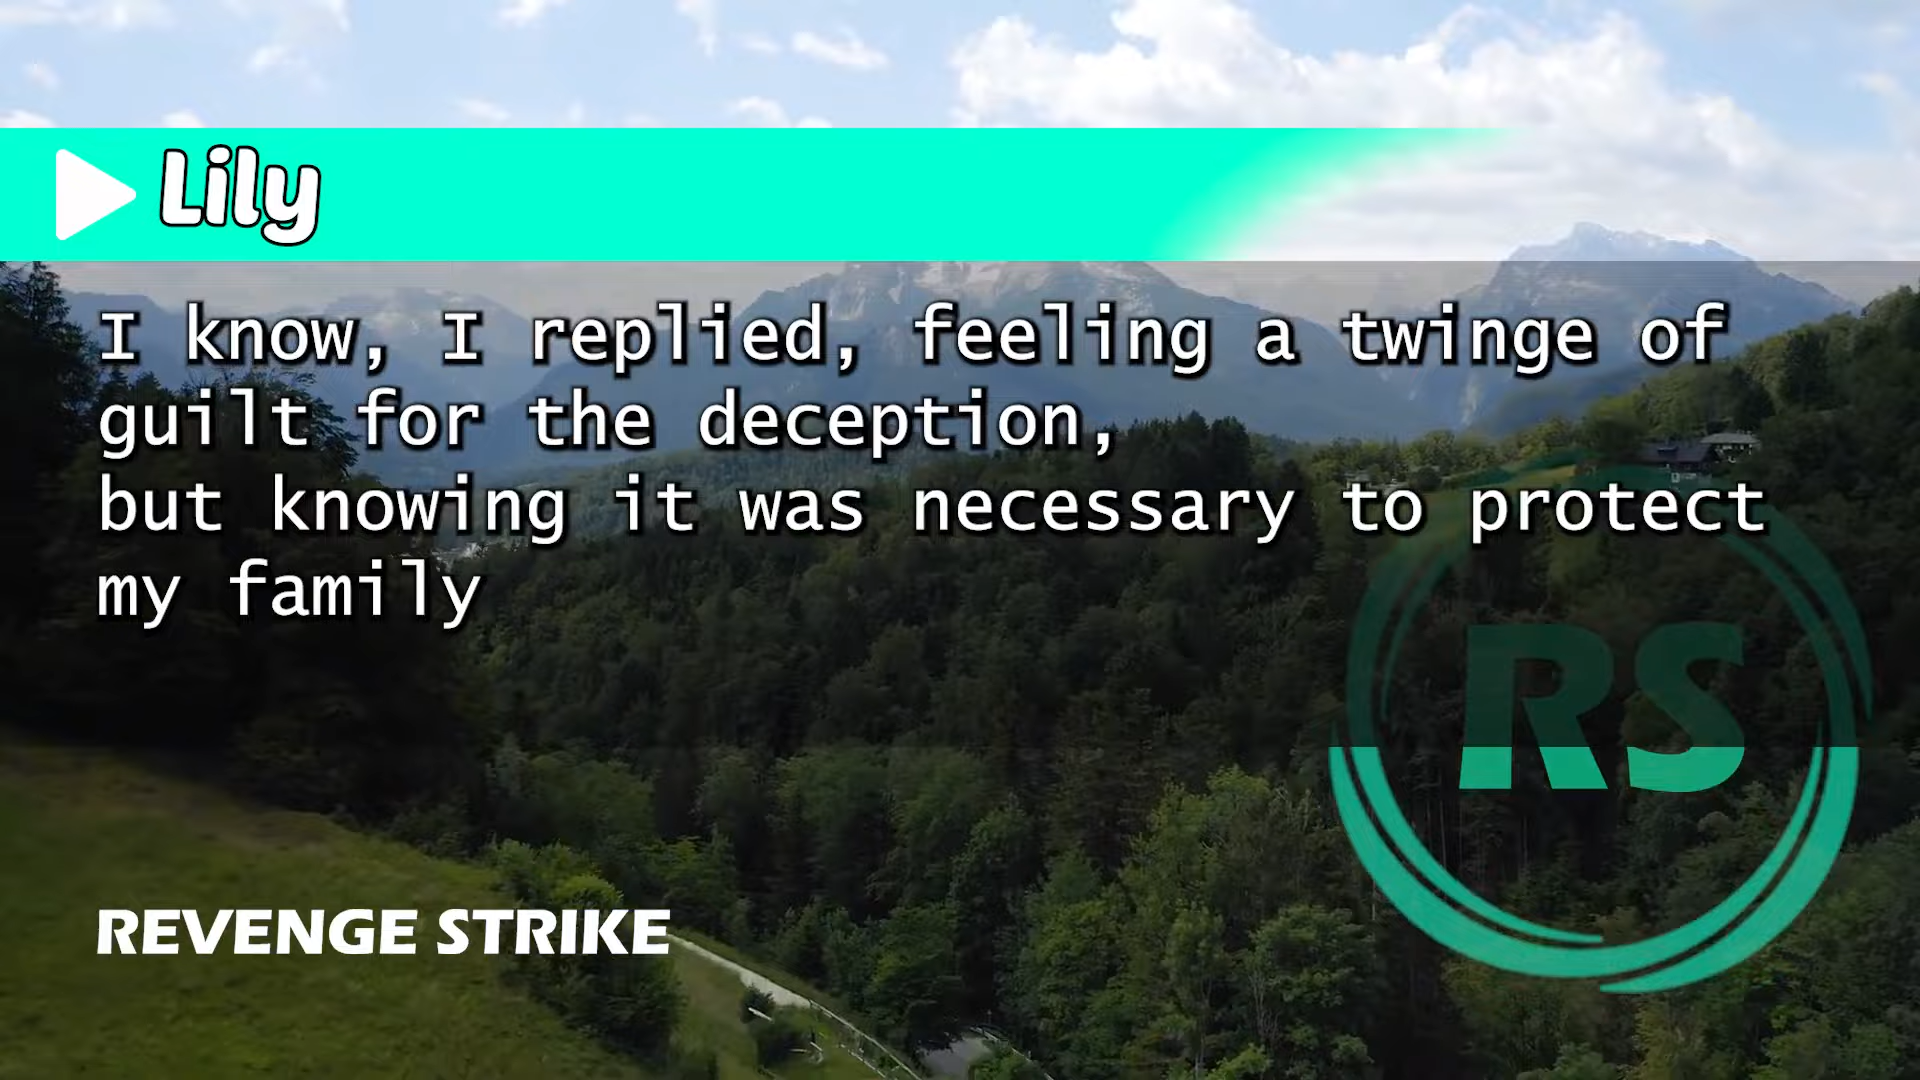 Lily
I know, I replied, feeling a twinge of
guilt for the deception,
but knowing it was necessary to protect
my family
RS
REVENGE STRIKE